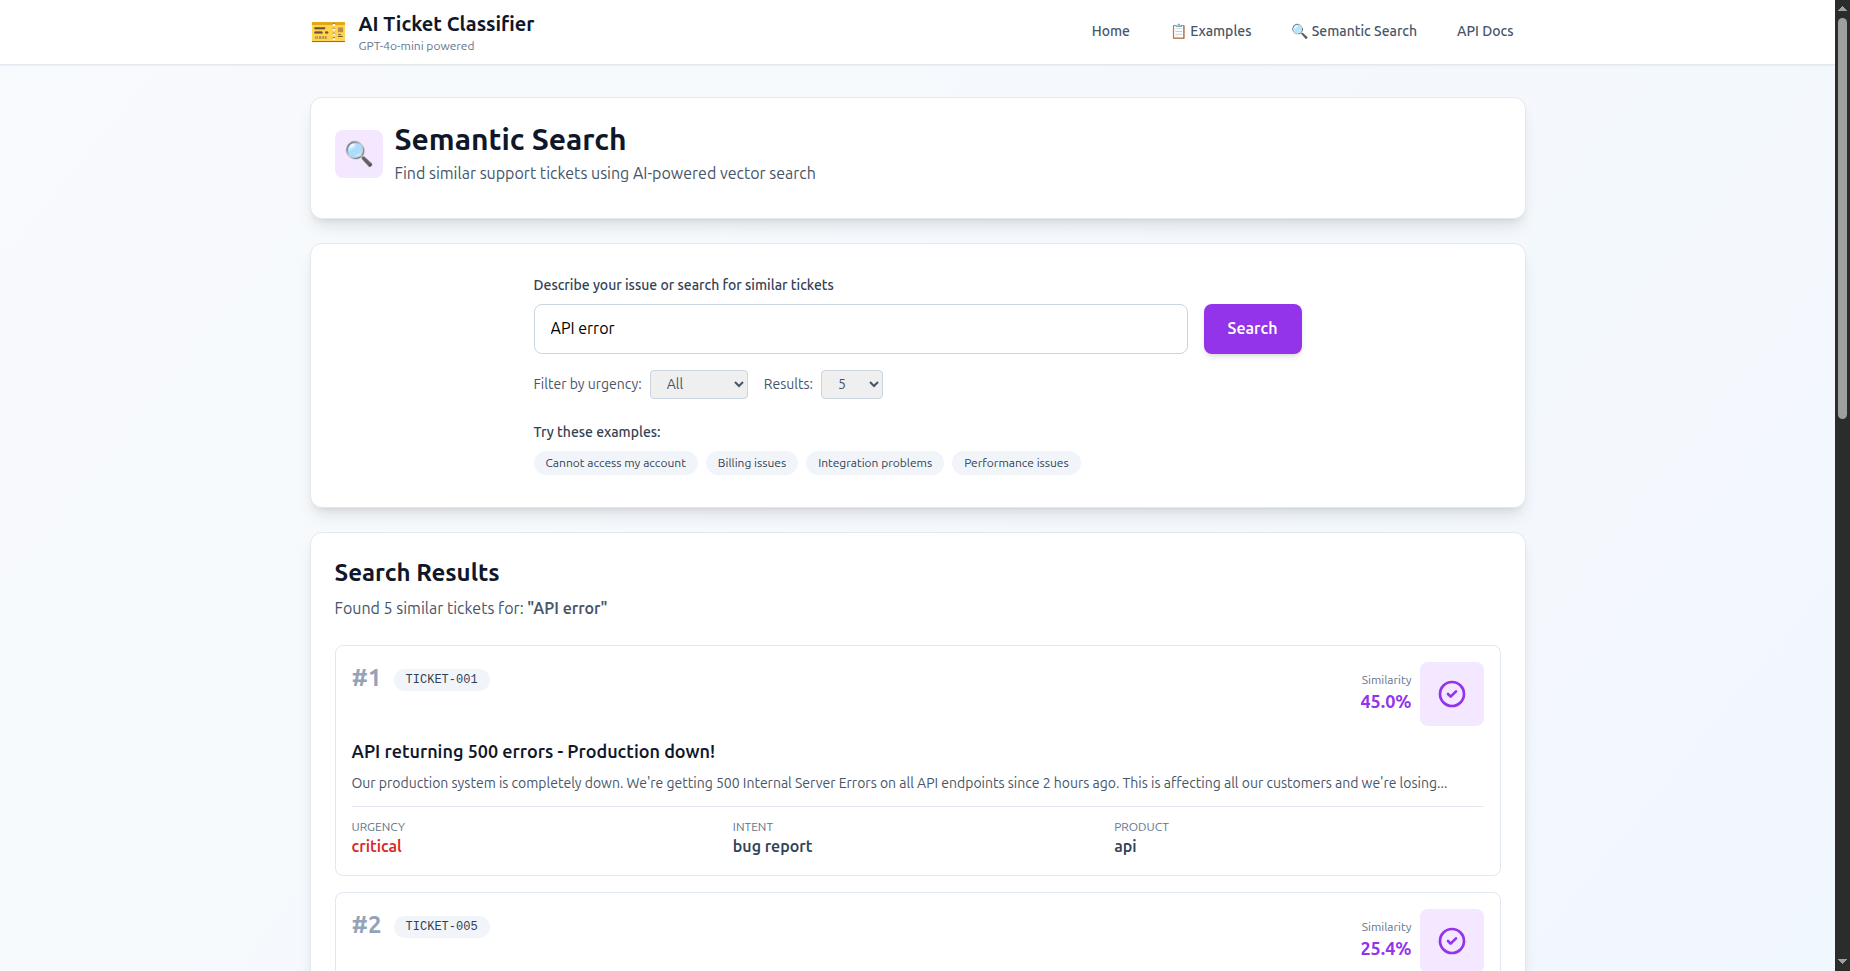 AI Ticket Classifier
GPT-4o-mini powered
Home
Examples
Semantic Search
API Docs
Semantic Search
Find similar support tickets using AI-powered vector search
Describe your issue or search for similar tickets
API error
Search
Filter by urgency: All Results: 5
Try these examples:
Cannot access my account
Billing issues
Integration problems
Performance issues
Search Results
Found 5 similar tickets for: "API error"
#1 TICKET-001
Similarity
45.0%
API returning 500 errors - Production down!
Our production system is completely down. We're getting 500 Internal Server Errors on all API endpoints since 2 hours ago. This is affecting all our customers and we're losing...
URGENCY
critical
INTENT
bug report
PRODUCT
api
#2 TICKET-005
Similarity
25.4%